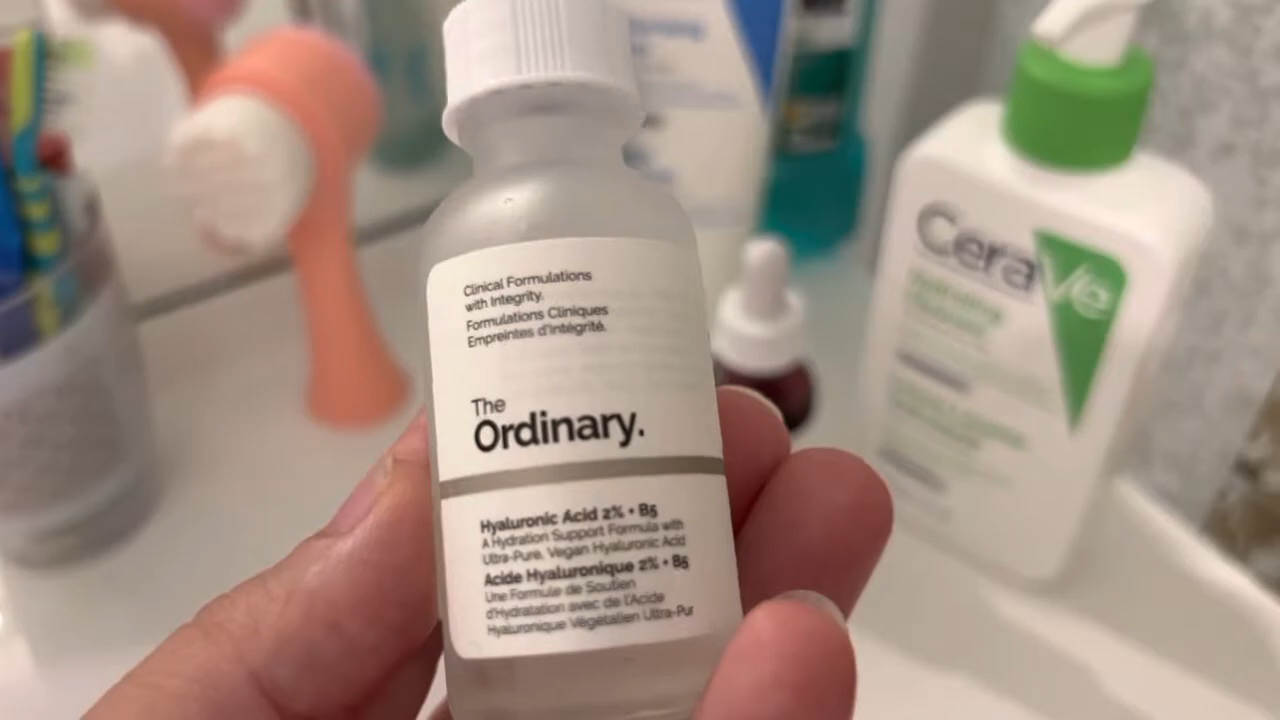 Clinical Formulations
with Integrity.
Formulations Cliniques
Empreintes d'Intégrité.
The
Ordinary.
Hyaluronic Acid 2% + B5
A Hydration Support Formula with
Ultra-Pure, Vegan Hyaluronic Acid
Acide Hyaluronique 2% + B5
Une Formule de Soutien
d'Hydratation avec de l'Acide
Hyaluronique Végétalien Ultra-Pur
CeraVe